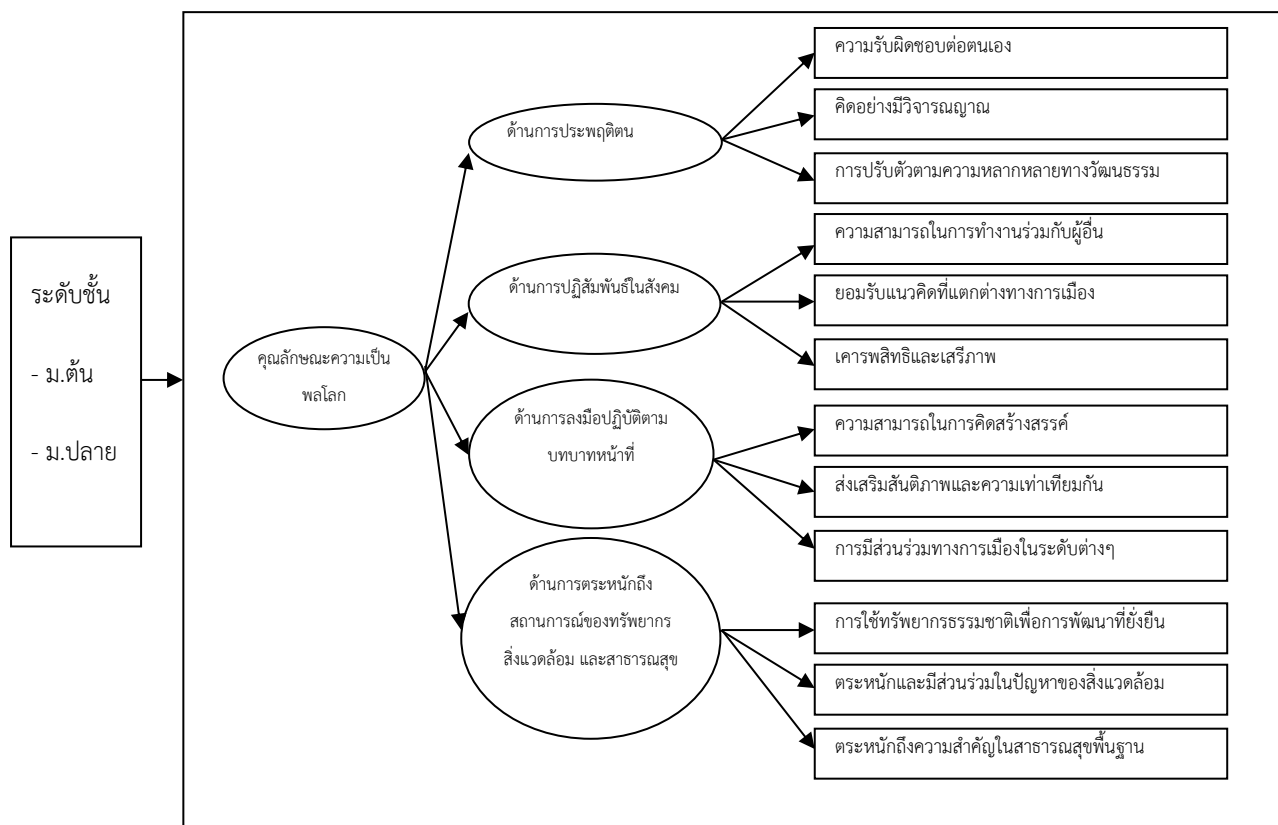 ระดับชั้น
- ม.ต้น
- ม.ปลาย
คุณลักษณะความเป็น
พลโลก
ด้านการประพฤติตน
ความรับผิดชอบต่อตนเอง
คิดอย่างมีวิจารณญาณ
การปรับตัวตามความหลากหลายทางวัฒนธรรม
ด้านการปฏิสัมพันธ์ในสังคม
ความสามารถในการทำงานร่วมกับผู้อื่น
ยอมรับแนวคิดที่แตกต่างทางการเมือง
เคารพสิทธิและเสรีภาพ
ด้านการลงมือปฏิบัติตาม
บทบาทหน้าที่
ความสามารถในการคิดสร้างสรรค์
ส่งเสริมสันติภาพและความเท่าเทียมกัน
การมีส่วนร่วมทางการเมืองในระดับต่างๆ
ด้านการตระหนักถึง
สถานการณ์ของทรัพยากร
สิ่งแวดล้อม และสาธารณสุข
การใช้ทรัพยากรธรรมชาติเพื่อการพัฒนาที่ยั่งยืน
ตระหนักและมีส่วนร่วมในปัญหาของสิ่งแวดล้อม
ตระหนักถึงความสำคัญในสาธารณสุขพื้นฐาน